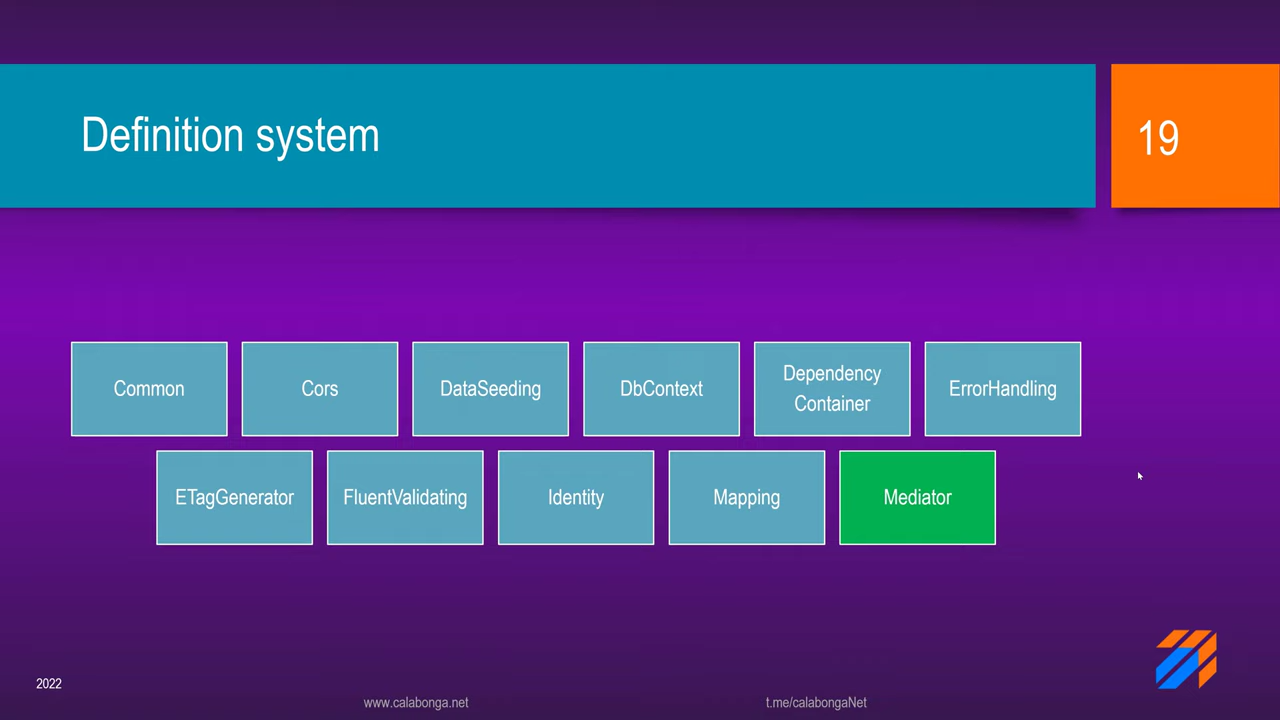 Definition system
19
Common
Cors
DataSeeding
DbContext
Dependency
Container
ErrorHandling
ETagGenerator
FluentValidating
Identity
Mapping
Mediator
2022
www.calabonga.net
t.me/calabongaNet